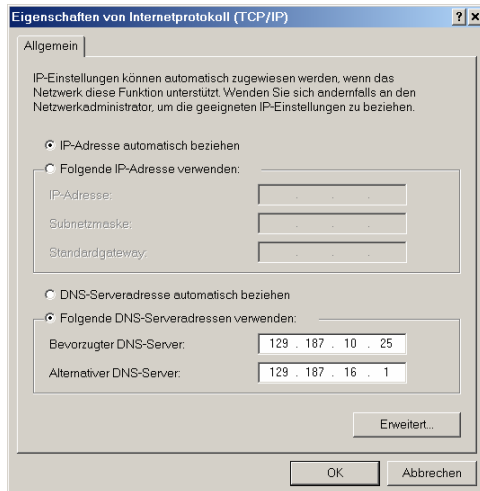 Eigenschaften von Internetprotokoll (TCP/IP)
Allgemein
IP-Einstellungen können automatisch zugewiesen werden, wenn das
Netzwerk diese Funktion unterstützt. Wenden Sie sich andernfalls an den
Netzwerkadministrator, um die geeigneten IP-Einstellungen zu beziehen.
IP-Adresse automatisch beziehen
Folgende IP-Adresse verwenden:
IP-Adresse:
Subnetzmaske:
Standardgateway:
DNS-Serveradresse automatisch beziehen
Folgende DNS-Serveradressen verwenden:
Bevorzugter DNS-Server: 129 . 187 . 10 . 25
Alternativer DNS-Server: 129 . 187 . 16 . 1
Erweitert...
OK Abbrechen